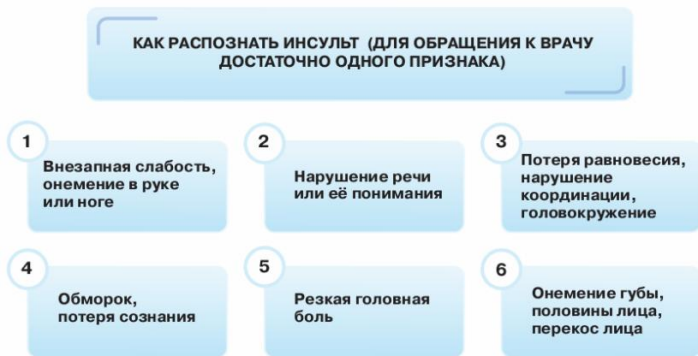 КАК РАСПОЗНАТЬ ИНСУЛЬТ (ДЛЯ ОБРАЩЕНИЯ К ВРАЧУ
ДОСТАТОЧНО ОДНОГО ПРИЗНАКА)
1
Внезапная слабость,
онемение в руке
или ноге
2
Нарушение речи
или её понимания
3
Потеря равновесия,
нарушение
координации,
головокружение
4
Обморок,
потеря сознания
5
Резкая головная
боль
6
Онемение губы,
половины лица,
перекос лица